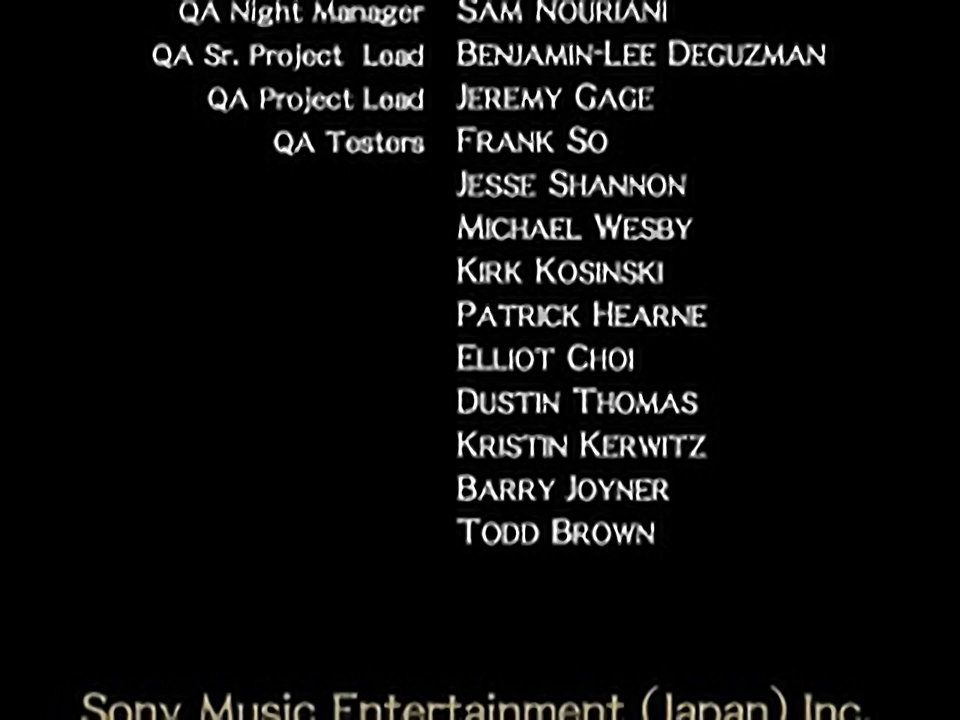 QA Night Manager SAM NOURIANI
QA Sr. Project Lead BENJAMIN-LEE DEGUZMAN
QA Project Lead JEREMY GAGE
QA Testers FRANK SO
JESSE SHANNON
MICHAEL WESBY
KIRK KOSINSKI
PATRICK HEARNE
ELLIOT CHOI
DUSTIN THOMAS
KRISTIN KERWITZ
BARRY JOYNER
TODD BROWN
Sony Music Entertainment (Japan) Inc.